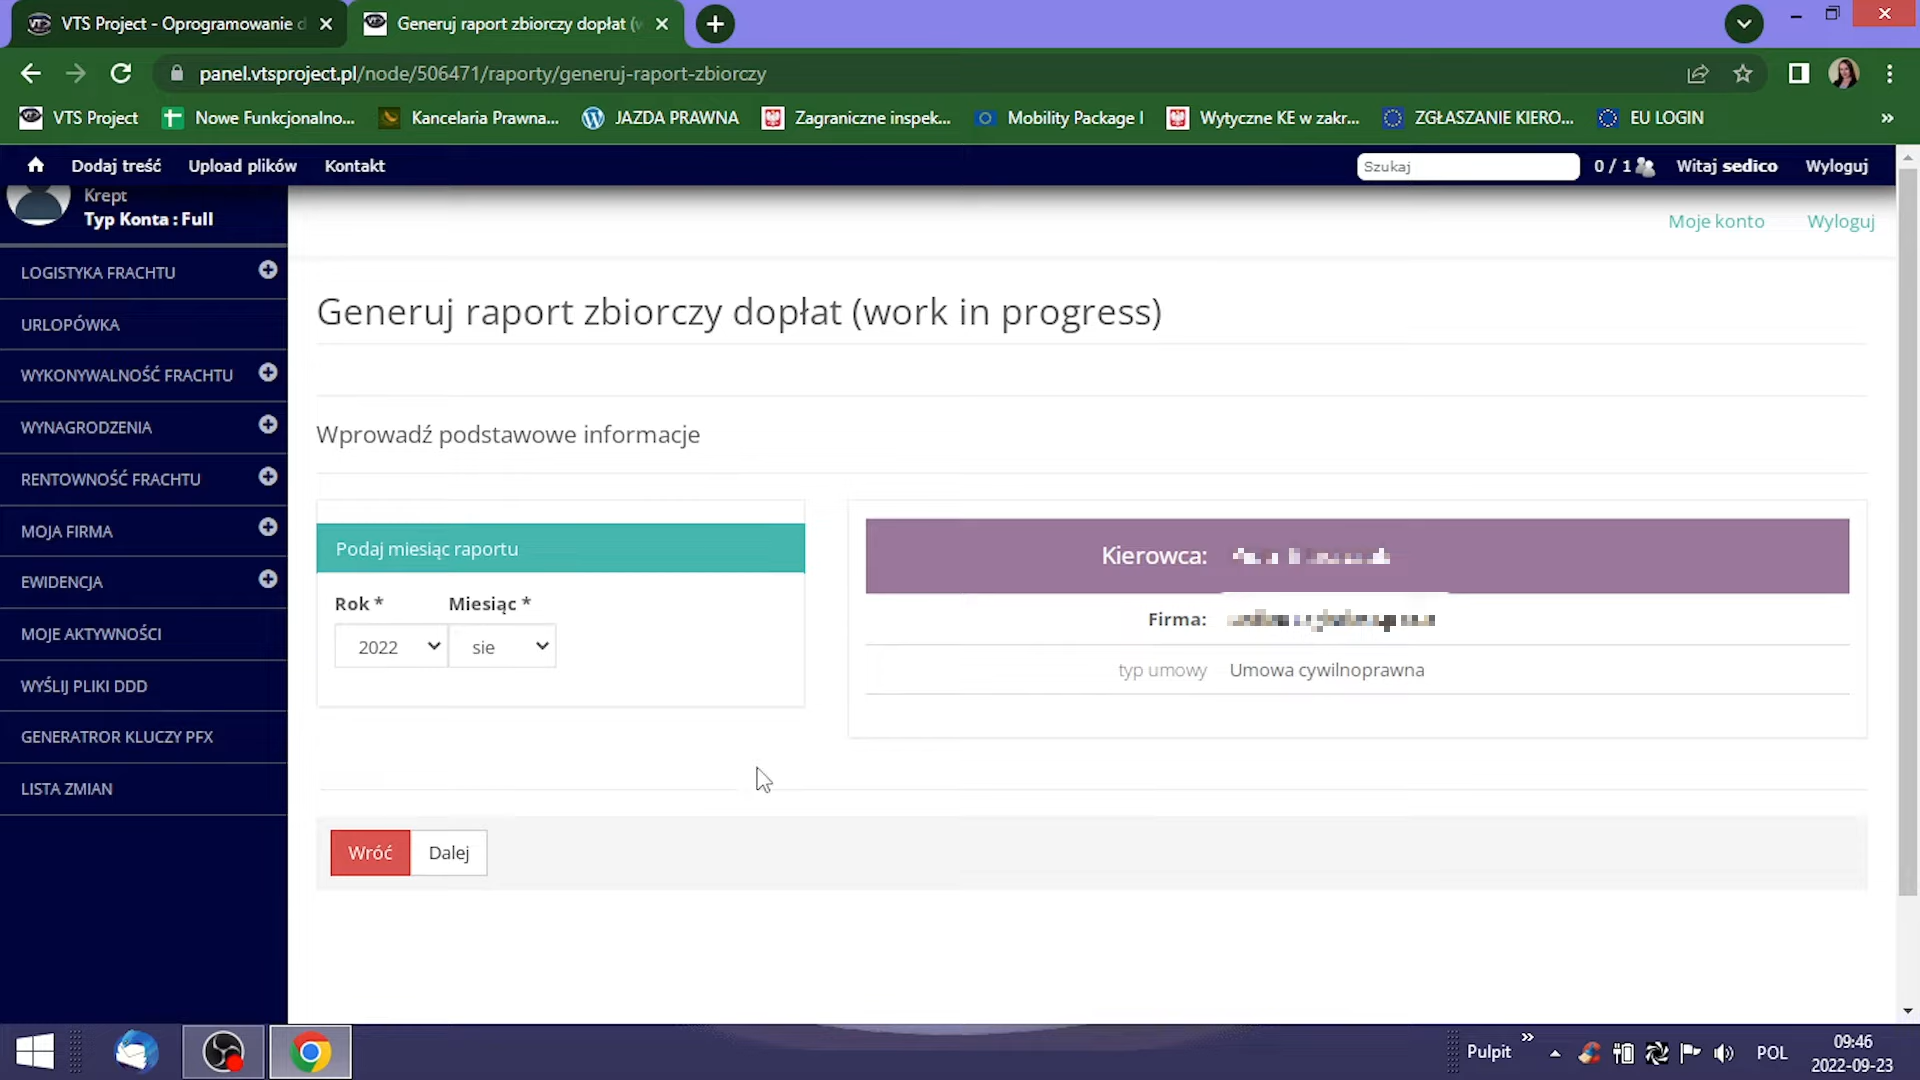 VTS Project - Oprogramowanie d
Generuj raport zbiorczy dopłat (w
panel.vtsproject.pl/node/506471/raporty/generuj-raport-zbiorczy
VTS Project
Nowe Funkcjonalno...
Kancelaria Prawna...
JAZDA PRAWNA
Zagraniczne inspek...
Mobility Package I
Wytyczne KE w zakr...
ZGŁASZANIE KIERO...
EU LOGIN
»
Dodaj treść
Upload plików
Kontakt
Szukaj
0 / 1
Witaj sedico
Wyloguj
Krept
Typ Konta : Full
Moje konto
Wyloguj
LOGISTYKA FRACHTU
URLOPÓWKA
WYKONYWALNOŚĆ FRACHTU
WYNAGRODZENIA
RENTOWNOŚĆ FRACHTU
MOJA FIRMA
EWIDENCJA
MOJE AKTYWNOŚCI
WYŚLIJ PLIKI DDD
GENERATROR KLUCZY PFX
LISTA ZMIAN
Generuj raport zbiorczy dopłat (work in progress)
Wprowadź podstawowe informacje
Podaj miesiąc raportu
Rok * Miesiąc *
2022 sie
Kierowca:
Firma:
typ umowy Umowa cywilnoprawna
Wróć Dalej
Pulpit
»
POL
09:46
2022-09-23